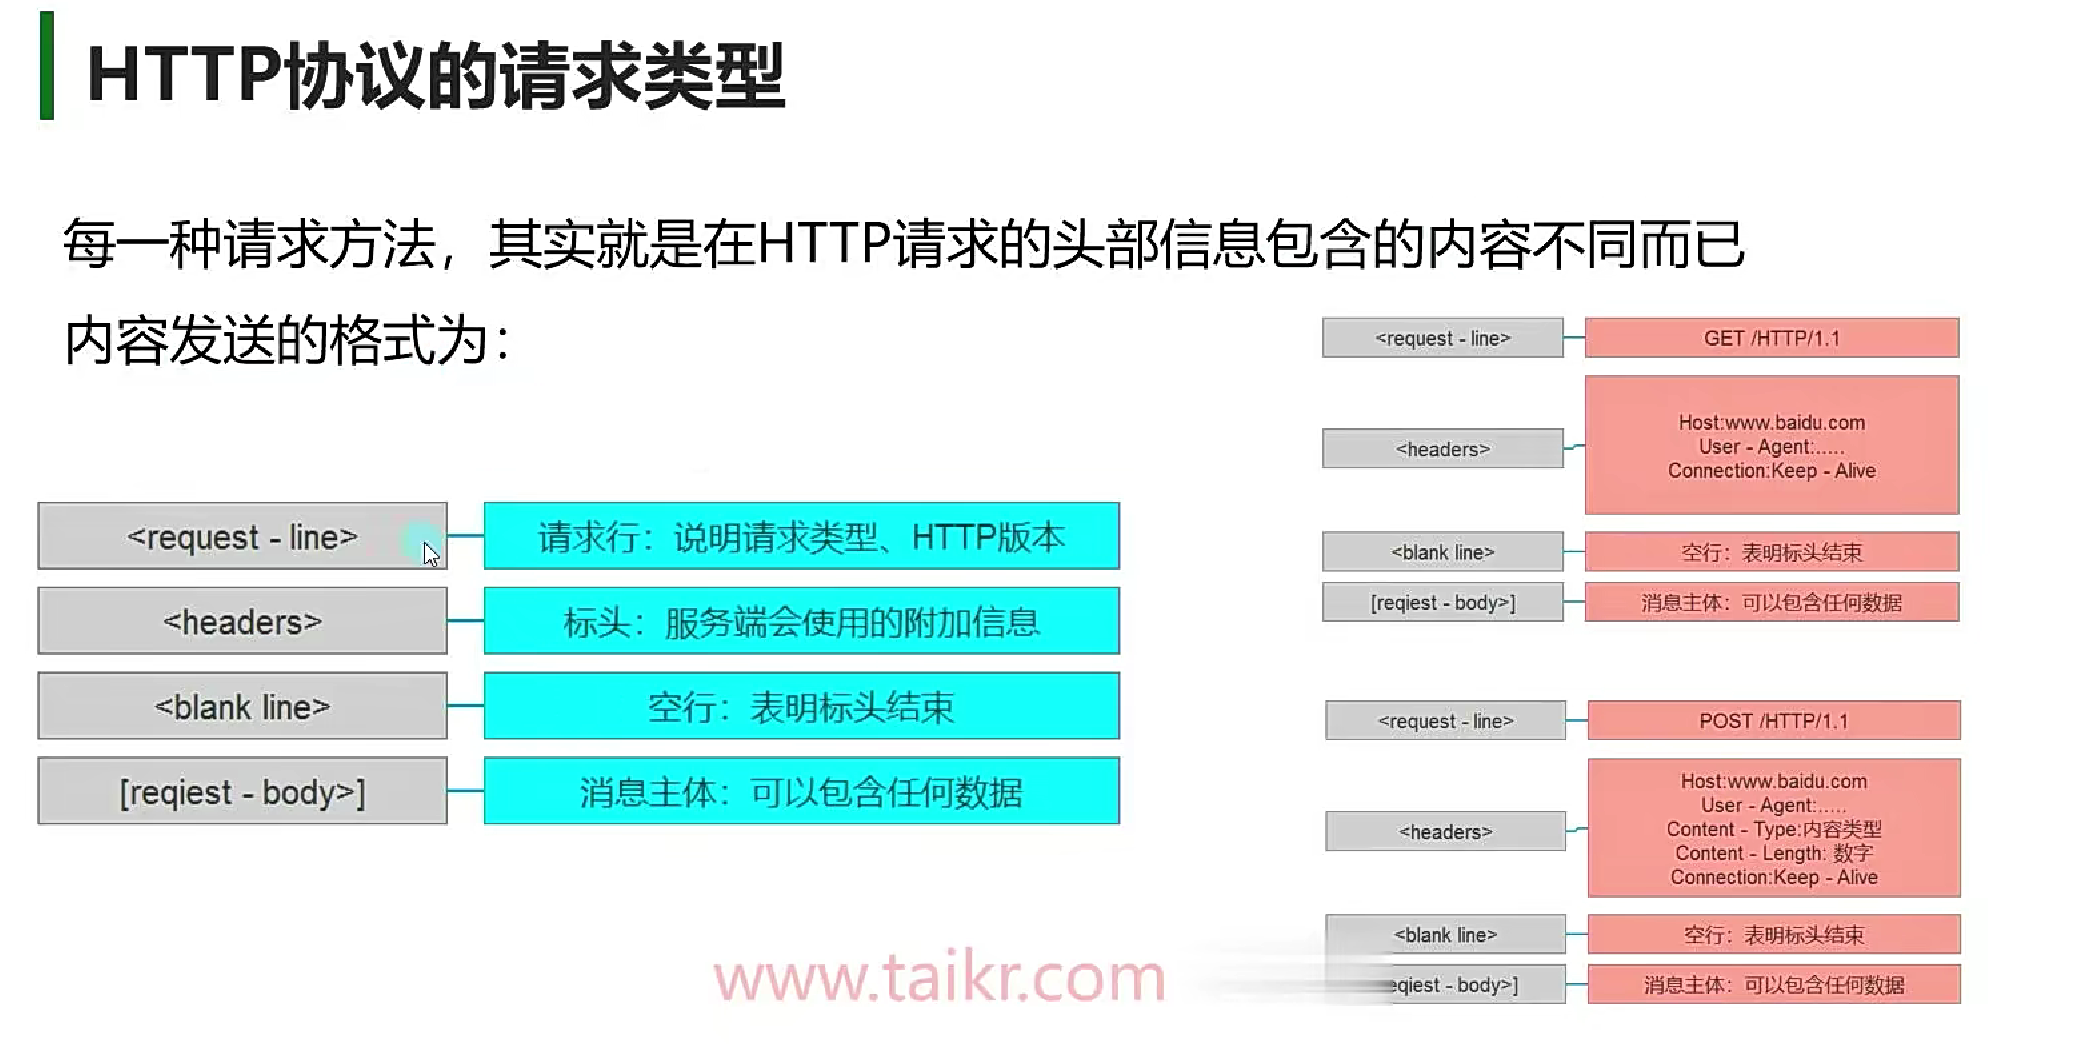 HTTP协议的请求类型
每一种请求方法，其实就是在HTTP请求的头部信息包含的内容不同而已
内容发送的格式为：
<request - line>
请求行：说明请求类型、HTTP版本
<headers>
标头：服务端会使用的附加信息
<blank line>
空行：表明标头结束
[reqiest - body>]
消息主体：可以包含任何数据
<request - line>
GET /HTTP/1.1
<headers>
Host:www.baidu.com
User - Agent:.....
Connection:Keep - Alive
<blank line>
空行：表明标头结束
[reqiest - body>]
消息主体：可以包含任何数据
<request - line>
POST /HTTP/1.1
<headers>
Host:www.baidu.com
User - Agent:.....
Content - Type:内容类型
Content - Length: 数字
Connection:Keep - Alive
<blank line>
空行：表明标头结束
eqiest - body>]
消息主体：可以包含任何数据
www.taikr.com